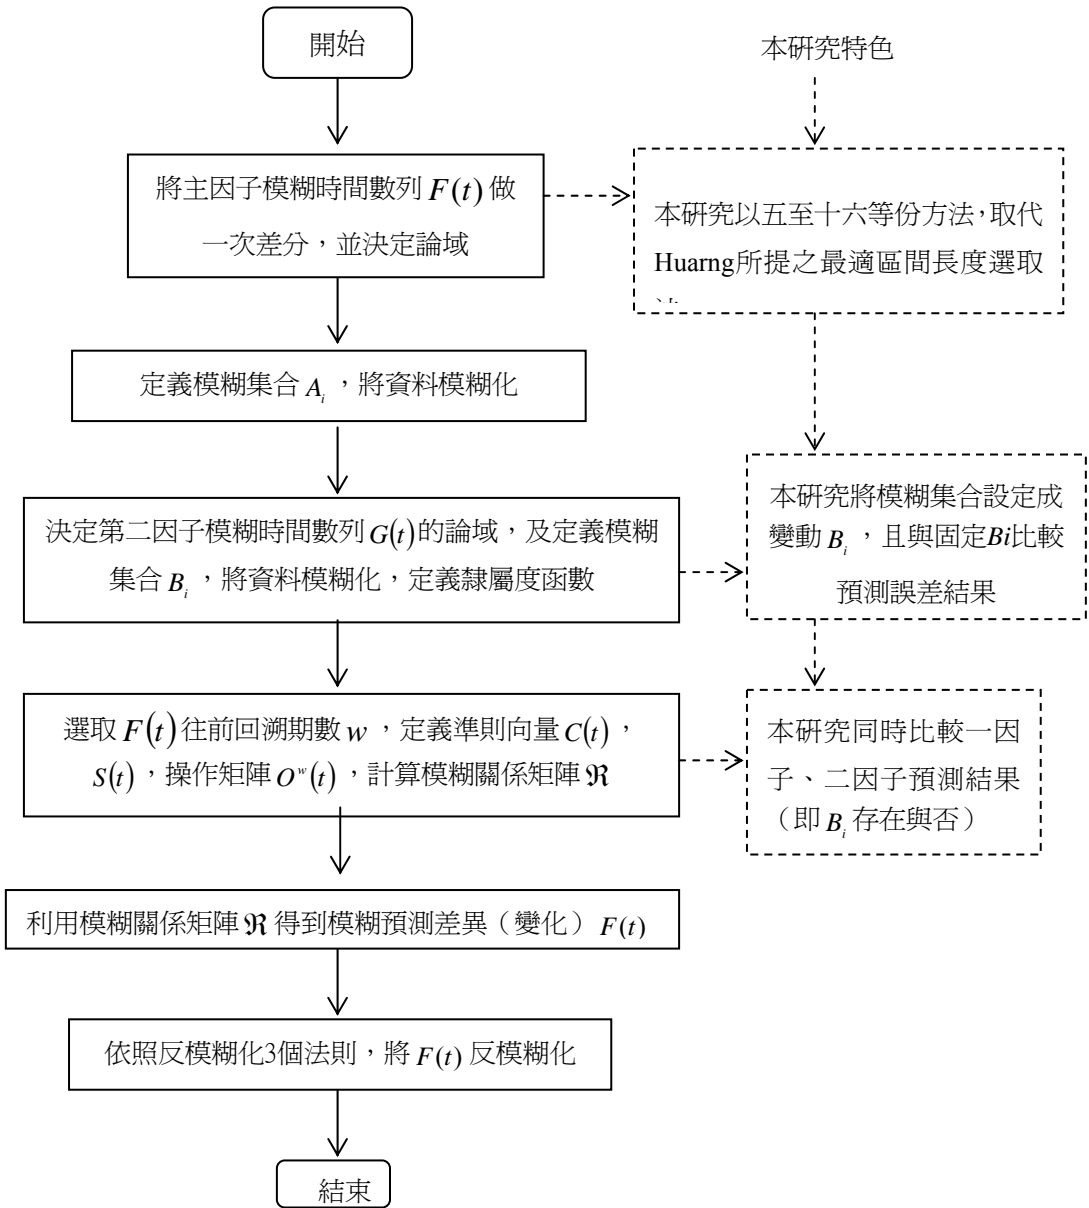 開始
本研究特色
將主因子模糊時間數列 F(t) 做
一次差分，並決定論域
本研究以五至十六等份方法，取代
Huarng所提之最適區間長度選取
定義模糊集合 A_i ，將資料模糊化
本研究將模糊集合設定成
變動 B_i ，且與固定Bi比較
預測誤差結果
決定第二因子模糊時間數列 G(t) 的論域，及定義模糊
集合 B_i ，將資料模糊化，定義隸屬度函數
選取 F(t) 往前回溯期數 w ，定義準則向量 C(t) ，
S(t) ，操作矩陣 O^w(t) ，計算模糊關係矩陣 ℜ
本研究同時比較一因
子、二因子預測結果
（即 B_i 存在與否）
利用模糊關係矩陣 ℜ 得到模糊預測差異（變化） F(t)
依照反模糊化3個法則，將 F(t) 反模糊化
結束